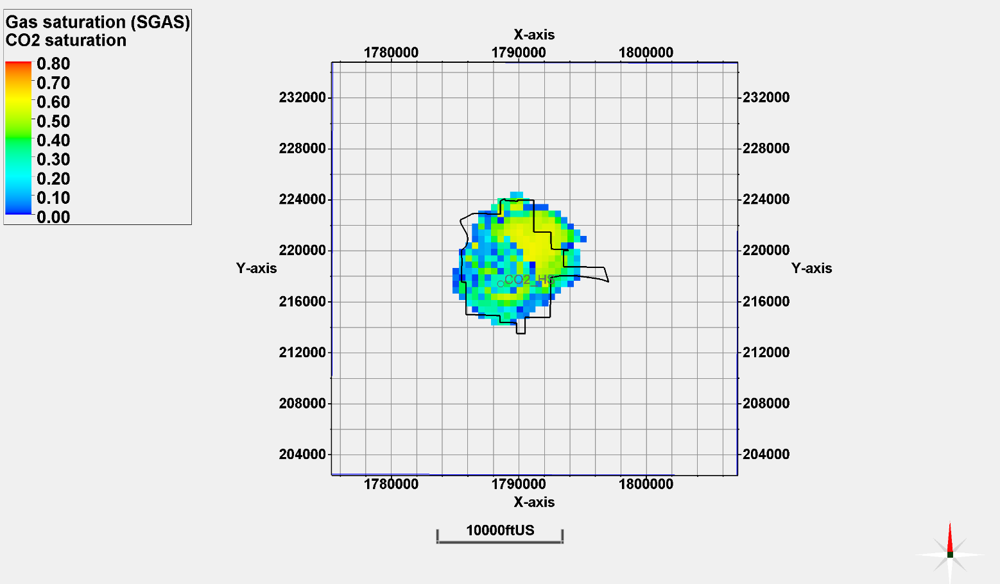 Gas saturation (SGAS)
CO2 saturation
0.80
0.70
0.60
0.50
0.40
0.30
0.20
0.10
0.00
X-axis
1780000 1790000 1800000
232000 232000
228000 228000
224000 224000
220000 220000
Y-axis Y-axis
CO2_HS
216000 216000
212000 212000
208000 208000
204000 204000
1780000 1790000 1800000
X-axis
10000ftUS